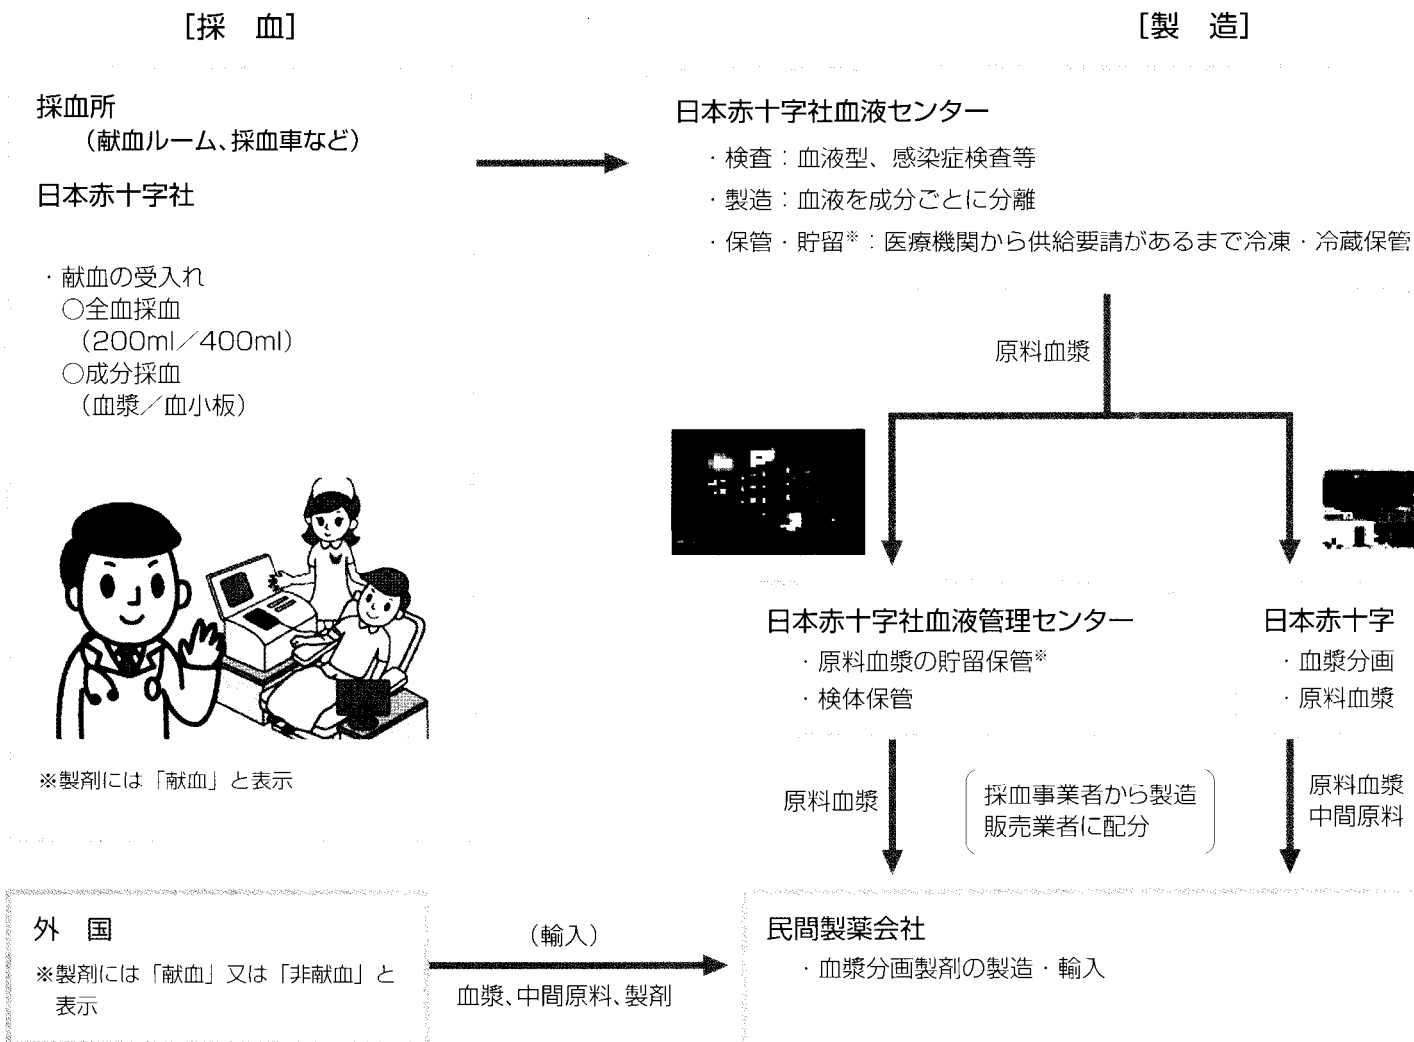 [採　血]
採血所
（献血ルーム、採血車など）
日本赤十字社
・献血の受入れ
○全血採血
（200ml／400ml）
○成分採血
（血漿／血小板）
※製剤には「献血」と表示
[製　造]
日本赤十字社血液センター
・検査：血液型、感染症検査等
・製造：血液を成分ごとに分離
・保管・貯留※：医療機関から供給要請があるまで冷凍・冷蔵保管
原料血漿
日本赤十字社血液管理センター
・原料血漿の貯留保管※
・検体保管
日本赤十字
・血漿分画
・原料血漿
原料血漿
採血事業者から製造
販売業者に配分
原料血漿
中間原料
外　国
※製剤には「献血」又は「非献血」と
表示
（輸入）
血漿、中間原料、製剤
民間製薬会社
・血漿分画製剤の製造・輸入